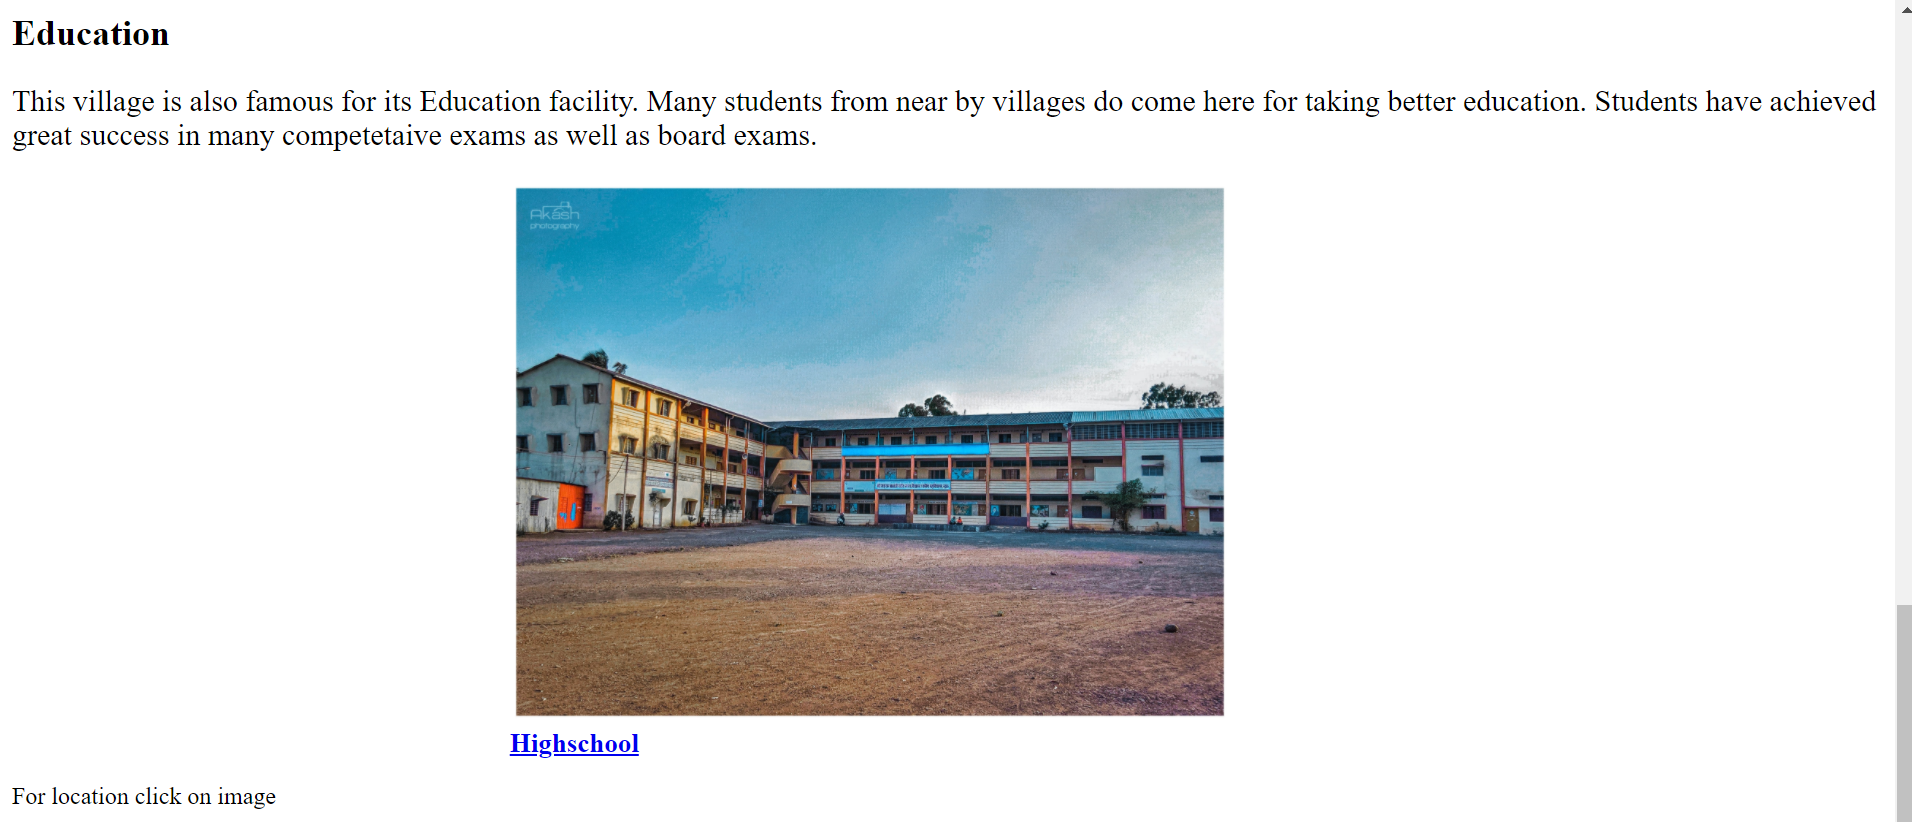 Education
This village is also famous for its Education facility. Many students from near by villages do come here for taking better education. Students have achieved
great success in many competetaive exams as well as board exams.
Akash
photography
Highschool
For location click on image